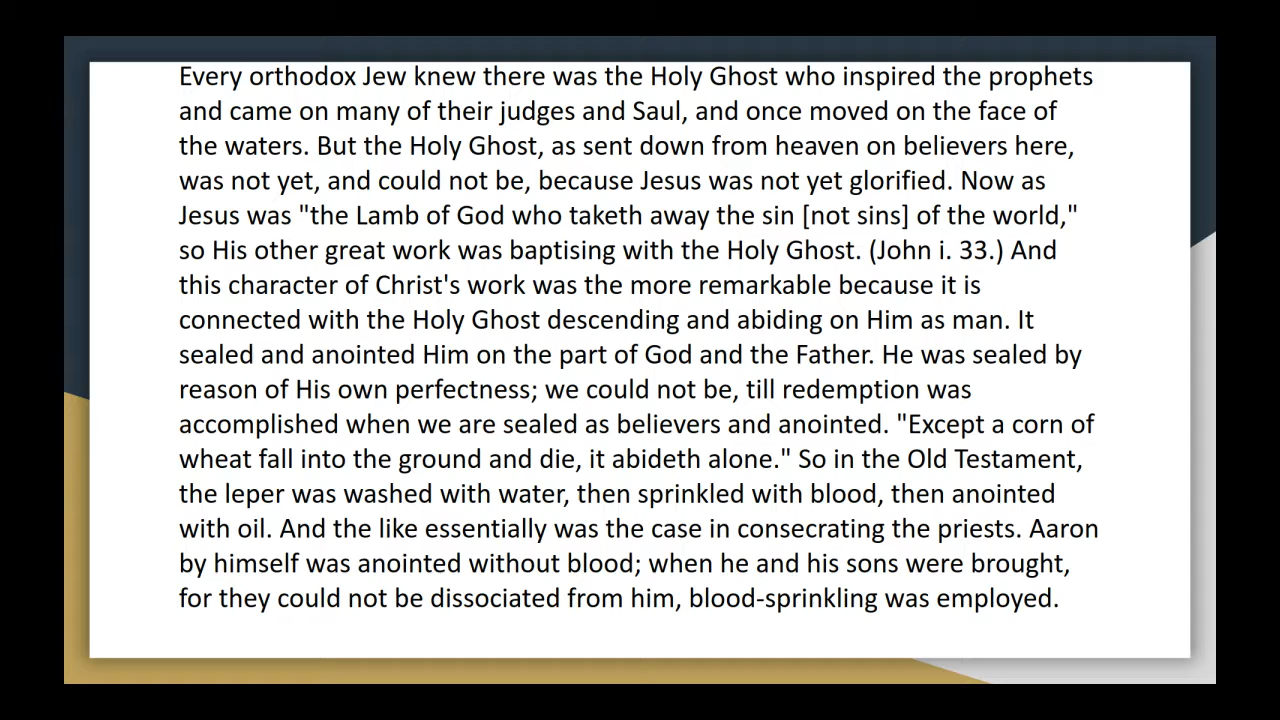 Every orthodox Jew knew there was the Holy Ghost who inspired the prophets
and came on many of their judges and Saul, and once moved on the face of
the waters. But the Holy Ghost, as sent down from heaven on believers here,
was not yet, and could not be, because Jesus was not yet glorified. Now as
Jesus was "the Lamb of God who taketh away the sin [not sins] of the world,"
so His other great work was baptising with the Holy Ghost. (John i. 33.) And
this character of Christ's work was the more remarkable because it is
connected with the Holy Ghost descending and abiding on Him as man. It
sealed and anointed Him on the part of God and the Father. He was sealed by
reason of His own perfectness; we could not be, till redemption was
accomplished when we are sealed as believers and anointed. "Except a corn of
wheat fall into the ground and die, it abideth alone." So in the Old Testament,
the leper was washed with water, then sprinkled with blood, then anointed
with oil. And the like essentially was the case in consecrating the priests. Aaron
by himself was anointed without blood; when he and his sons were brought,
for they could not be dissociated from him, blood-sprinkling was employed.